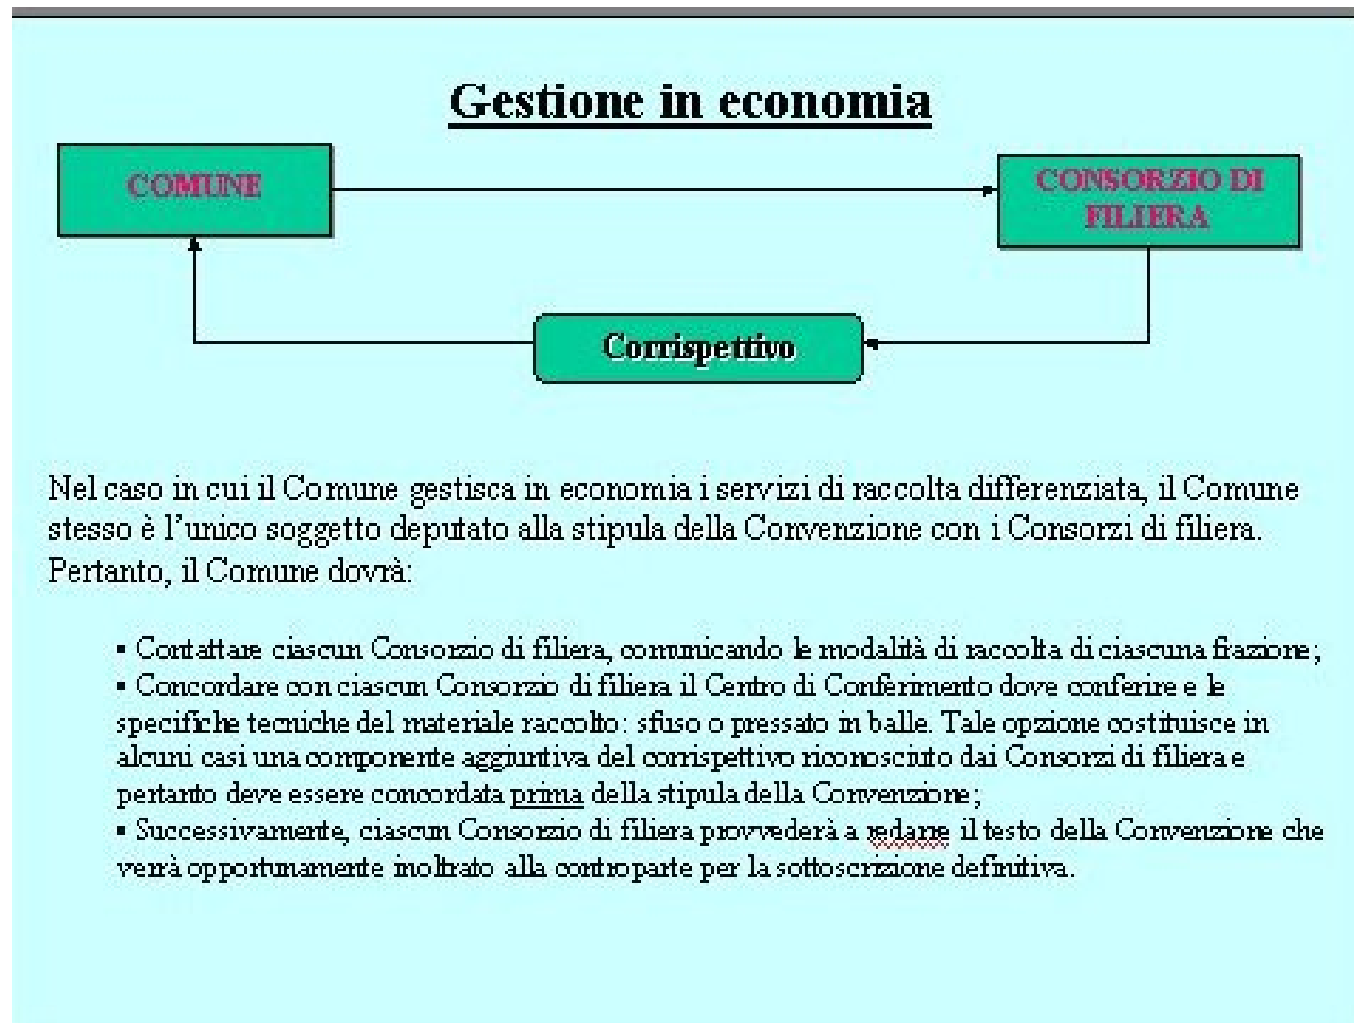 Gestione in economia
COMUNE
CONSORZIO DI
FILIERA
Corrispettivo
Nel caso in cui il Comune gestisca in economia i servizi di raccolta differenziata, il Comune
stesso è l’unico soggetto deputato alla stipula della Convenzione con i Consorzi di filiera.
Pertanto, il Comune dovrà:
▪ Contattare ciascun Consorzio di filiera, comunicando le modalità di raccolta di ciascuna frazione;
▪ Concordare con ciascun Consorzio di filiera il Centro di Conferimento dove conferire e le
specifiche tecniche del materiale raccolto: sfuso o pressato in balle. Tale opzione costituisce in
alcuni casi una componente aggiuntiva del corrispettivo riconosciuto dai Consorzi di filiera e
pertanto deve essere concordata prima della stipula della Convenzione;
▪ Successivamente, ciascun Consorzio di filiera provvederà a redarre il testo della Convenzione che
verrà opportunamente inoltrato alla controparte per la sottoscrizione definitiva.